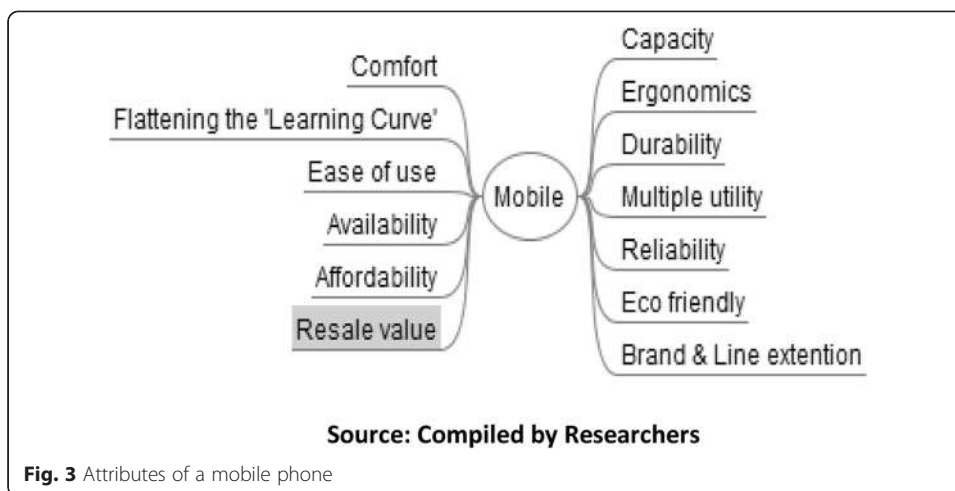 Comfort
Flattening the 'Learning Curve'
Ease of use
Availability
Affordability
Resale value
Mobile
Capacity
Ergonomics
Durability
Multiple utility
Reliability
Eco friendly
Brand & Line extention
Source: Compiled by Researchers
Fig. 3 Attributes of a mobile phone